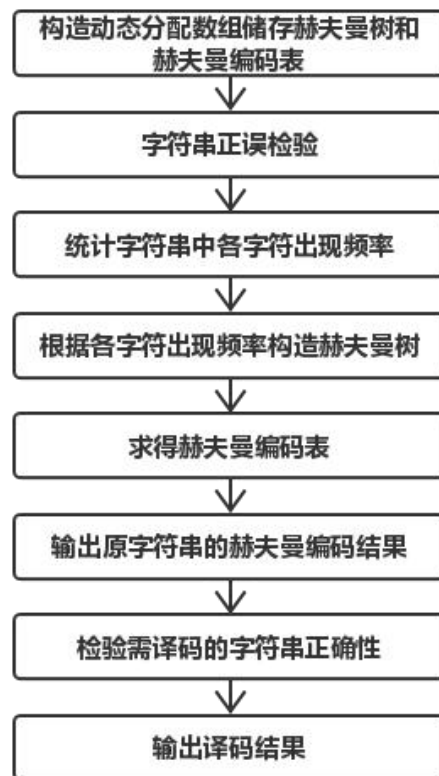 构造动态分配数组储存赫夫曼树和
赫夫曼编码表
字符串正误检验
统计字符串中各字符出现频率
根据各字符出现频率构造赫夫曼树
求得赫夫曼编码表
输出原字符串的赫夫曼编码结果
检验需译码的字符串正确性
输出译码结果